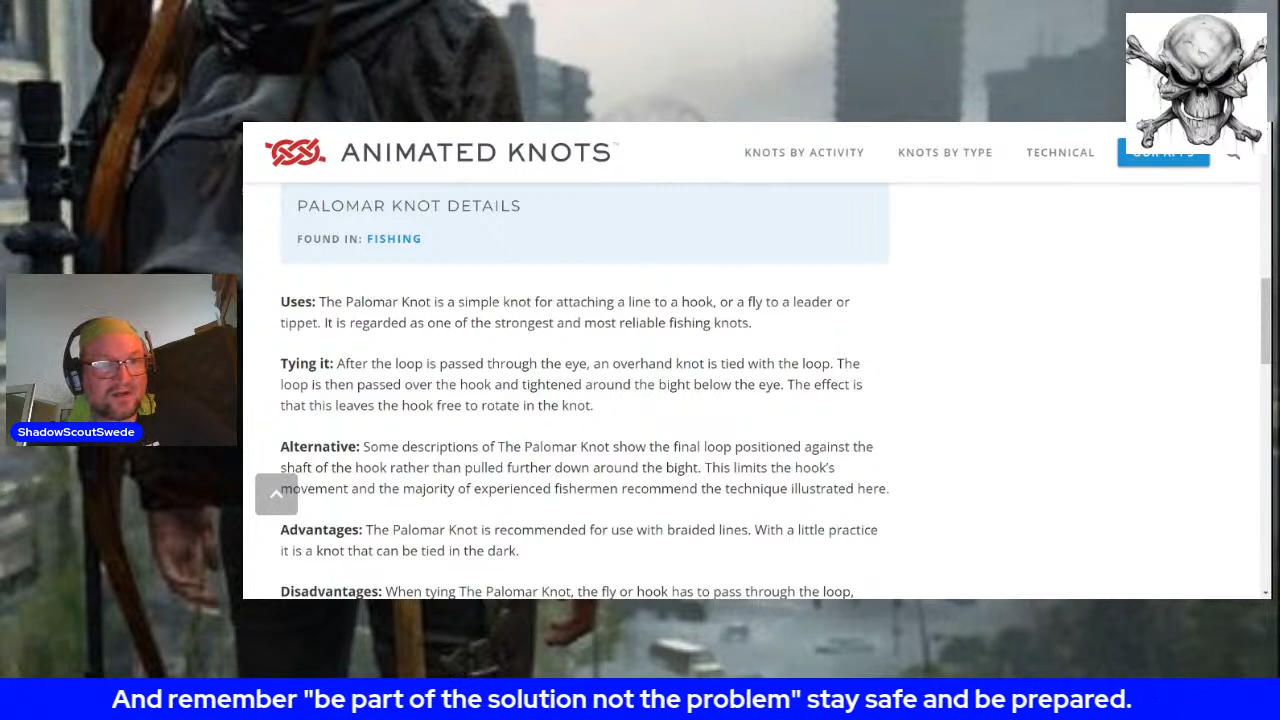 ANIMATED KNOTS™
KNOTS BY ACTIVITY
KNOTS BY TYPE
TECHNICAL
OUR APPS
PALOMAR KNOT DETAILS
FOUND IN: FISHING
Uses: The Palomar Knot is a simple knot for attaching a line to a hook, or a fly to a leader or
tippet. It is regarded as one of the strongest and most reliable fishing knots.
Tying it: After the loop is passed through the eye, an overhand knot is tied with the loop. The
loop is then passed over the hook and tightened around the bight below the eye. The effect is
that this leaves the hook free to rotate in the knot.
Alternative: Some descriptions of The Palomar Knot show the final loop positioned against the
shaft of the hook rather than pulled further down around the bight. This limits the hook's
movement and the majority of experienced fishermen recommend the technique illustrated here.
Advantages: The Palomar Knot is recommended for use with braided lines. With a little practice
it is a knot that can be tied in the dark.
Disadvantages: When tying The Palomar Knot, the fly or hook has to pass through the loop,
ShadowScoutSwede
And remember "be part of the solution not the problem" stay safe and be prepared.